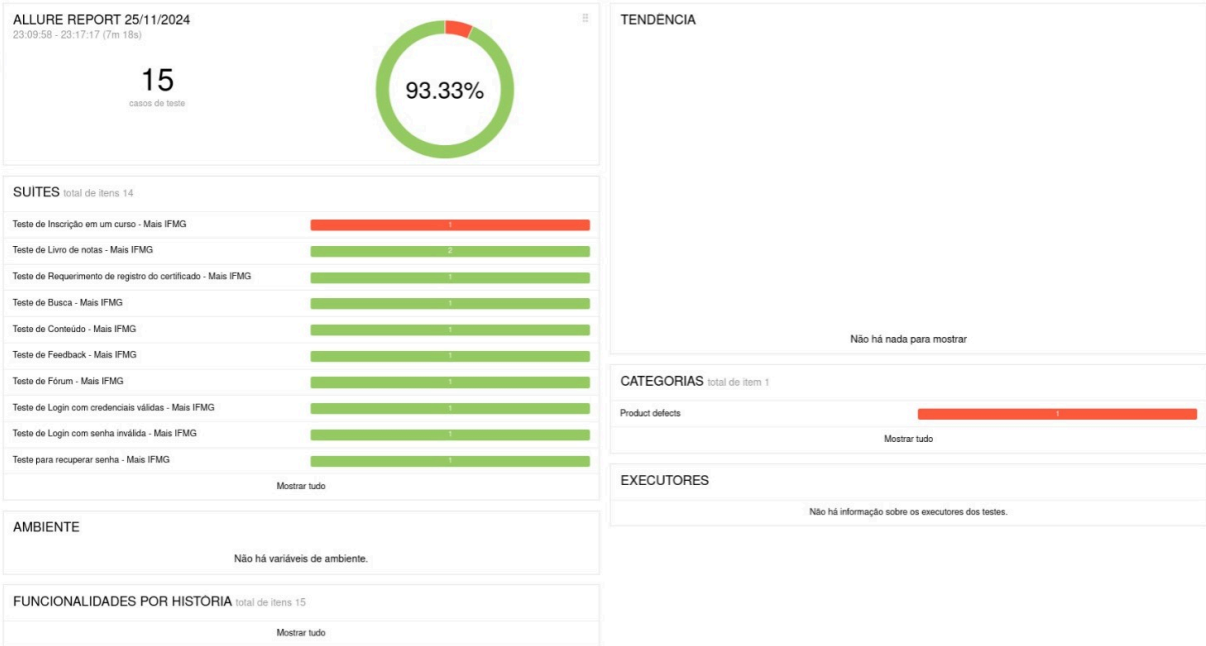 ALLURE REPORT 25/11/2024
23:09:58 - 23:17:17 (7m 18s)
15
casos de teste
93.33%
SUITES total de itens 14
Teste de Inscrição em um curso - Mais IFMG 1
Teste de Livro de notas - Mais IFMG 2
Teste de Requerimento de registro do certificado - Mais IFMG 1
Teste de Busca - Mais IFMG 1
Teste de Conteúdo - Mais IFMG 1
Teste de Feedback - Mais IFMG 1
Teste de Fórum - Mais IFMG 1
Teste de Login com credenciais válidas - Mais IFMG 1
Teste de Login com senha inválida - Mais IFMG 1
Teste para recuperar senha - Mais IFMG 1
Mostrar tudo
AMBIENTE
Não há variáveis de ambiente.
FUNCIONALIDADES POR HISTÓRIA total de itens 15
Mostrar tudo
TENDÊNCIA
Não há nada para mostrar
CATEGORIAS total de item 1
Product defects 1
Mostrar tudo
EXECUTORES
Não há informação sobre os executores dos testes.